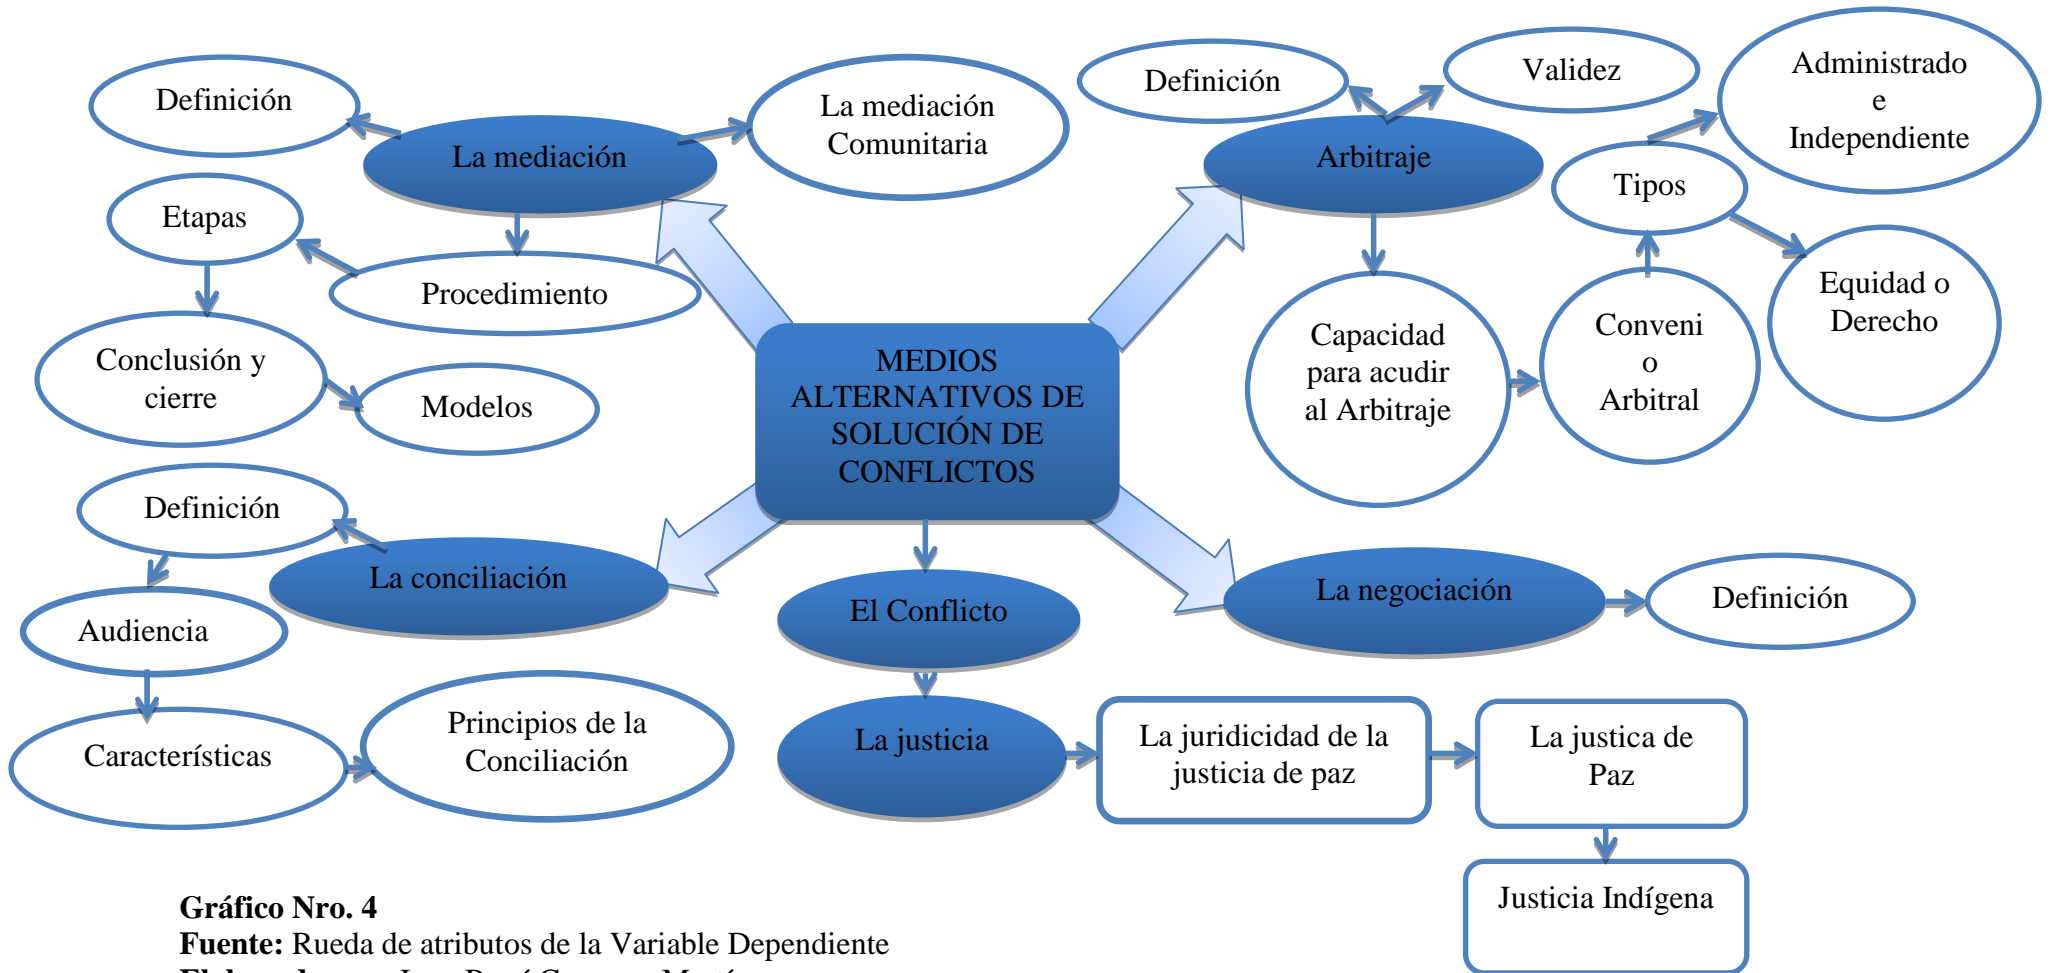 Definición
La mediación
La mediación
Comunitaria
Etapas
Procedimiento
Conclusión y
cierre
Modelos
Definición
Validez
Arbitraje
Administrado
e
Independiente
Tipos
Equidad o
Derecho
Capacidad
para acudir
al Arbitraje
Conveni
o
Arbitral
MEDIOS
ALTERNATIVOS DE
SOLUCIÓN DE
CONFLICTOS
Definición
La conciliación
Audiencia
Características
Principios de la
Conciliación
El Conflicto
La justicia
La juridicidad de la
justicia de paz
La justica de
Paz
Justicia Indígena
La negociación
Definición
Gráfico Nro. 4
Fuente: Rueda de atributos de la Variable Dependiente